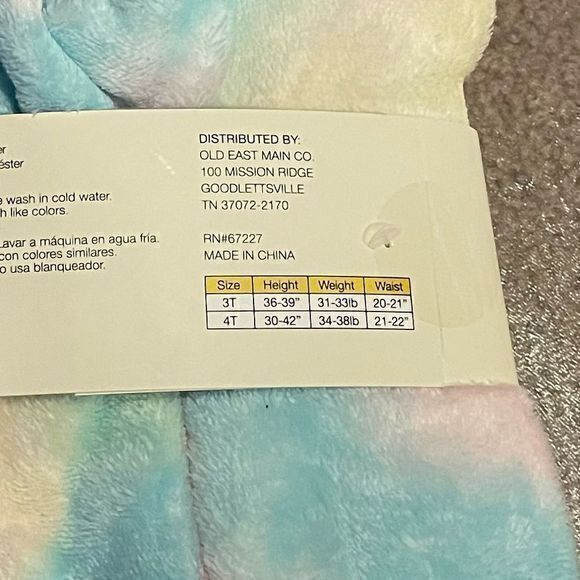 er
éster
e wash in cold water.
h like colors.
Lavar a máquina en agua fría.
con colores similares.
o usa blanqueador.
DISTRIBUTED BY:
OLD EAST MAIN CO.
100 MISSION RIDGE
GOODLETTSVILLE
TN 37072-2170
RN#67227
MADE IN CHINA
Size Height Weight Waist
3T 36-39" 31-33lb 20-21"
4T 30-42" 34-38lb 21-22"